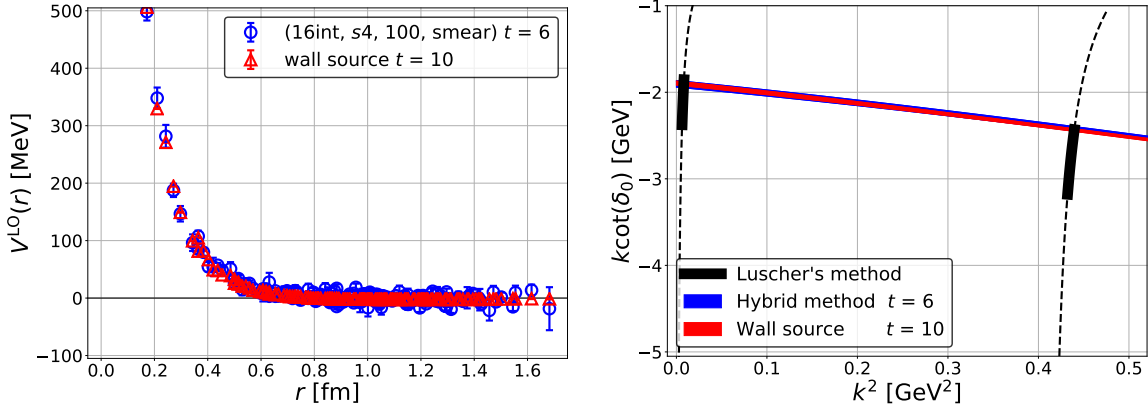 500
400
300
200
100
0
−100
V^LO(r) [MeV]
(16int, s4, 100, smear) t = 6
wall source t = 10
0.0 0.2 0.4 0.6 0.8 1.0 1.2 1.4 1.6
r [fm]
−1
−2
−3
−4
−5
kcot(δ₀) [GeV]
Luscher's method
Hybrid method t = 6
Wall source t = 10
0.0 0.1 0.2 0.3 0.4 0.5
k² [GeV²]